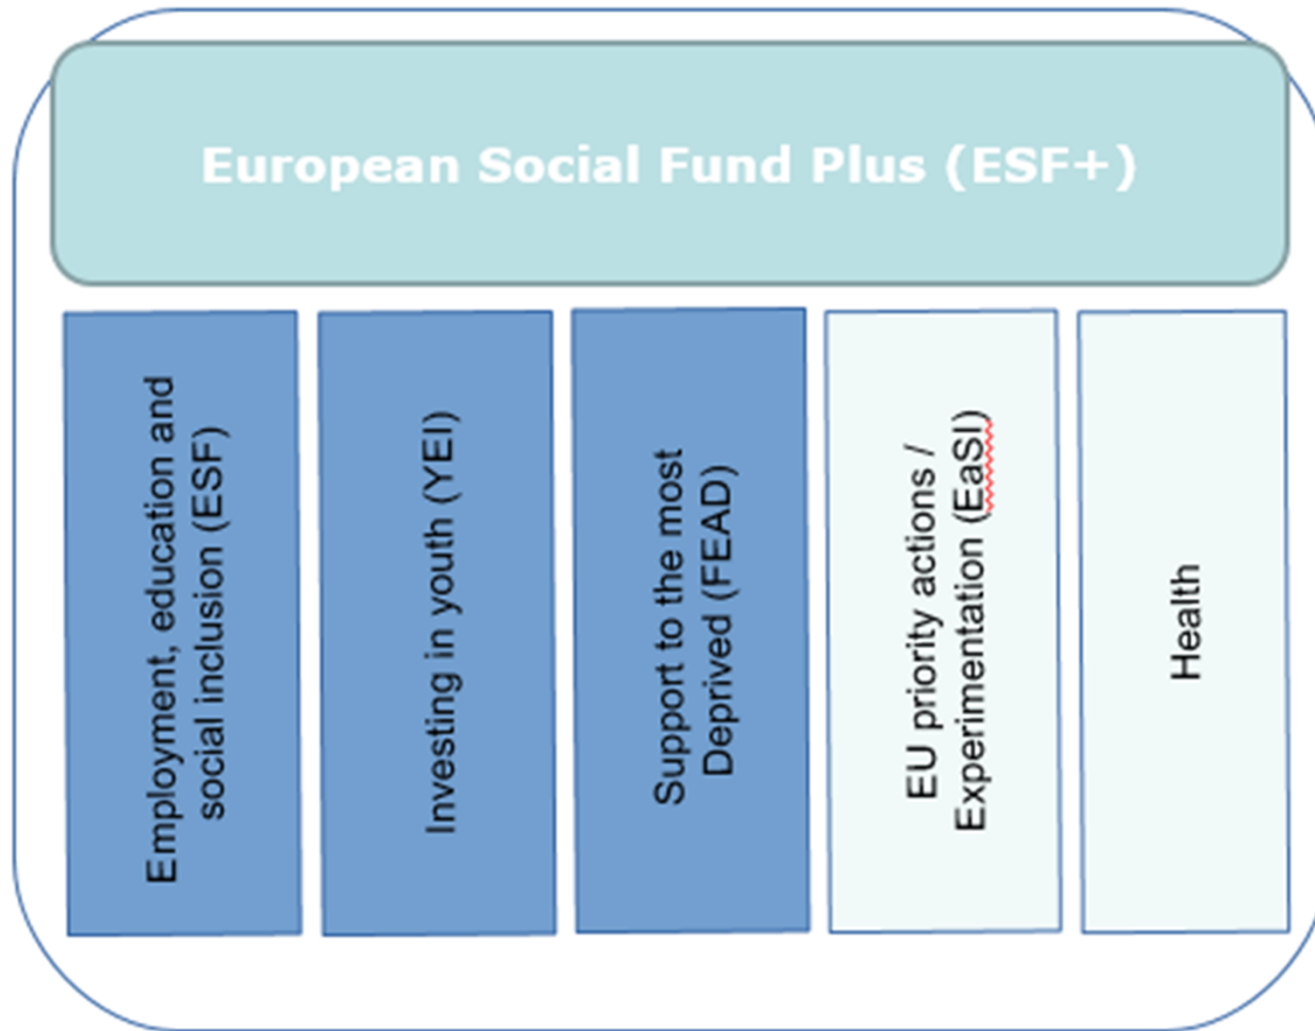 European Social Fund Plus (ESF+)
Employment, education and
social inclusion (ESF)
Investing in youth (YEI)
Support to the most
Deprived (FEAD)
EU priority actions /
Experimentation (EaSI)
Health